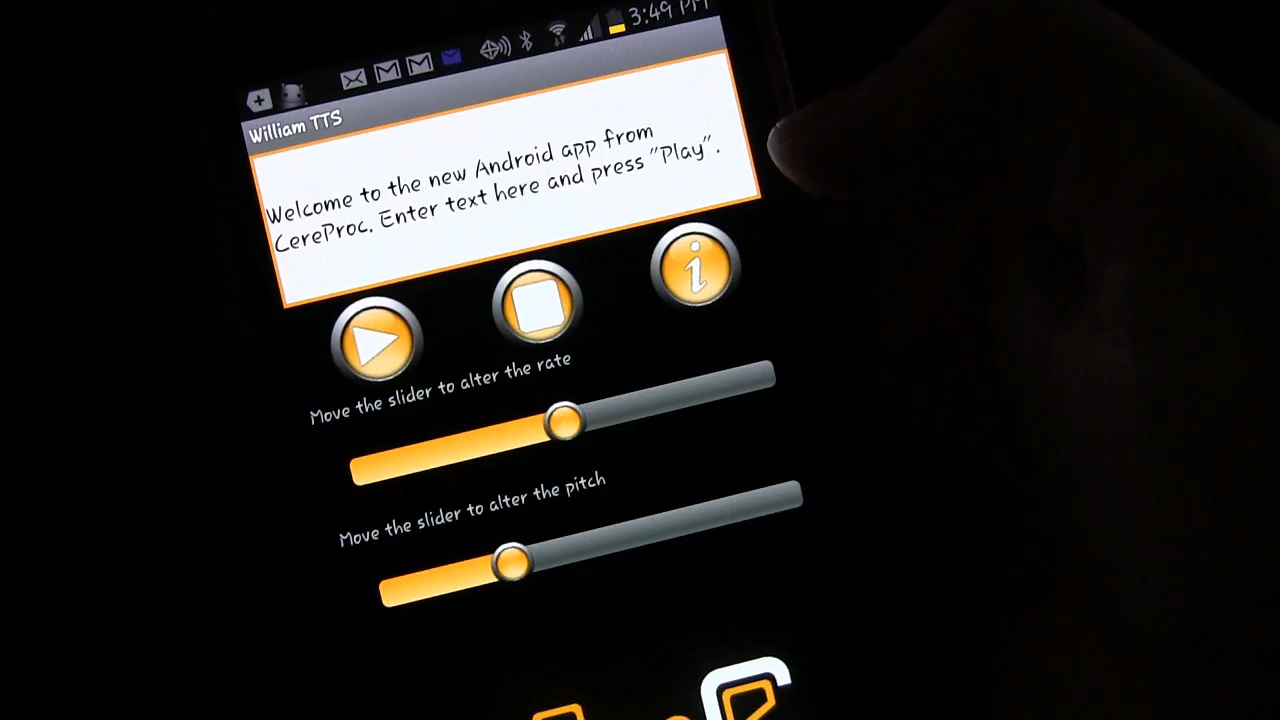 3:49 PM
William TTS
Welcome to the new Android app from
CereProc. Enter text here and press "Play".
Move the slider to alter the rate
Move the slider to alter the pitch